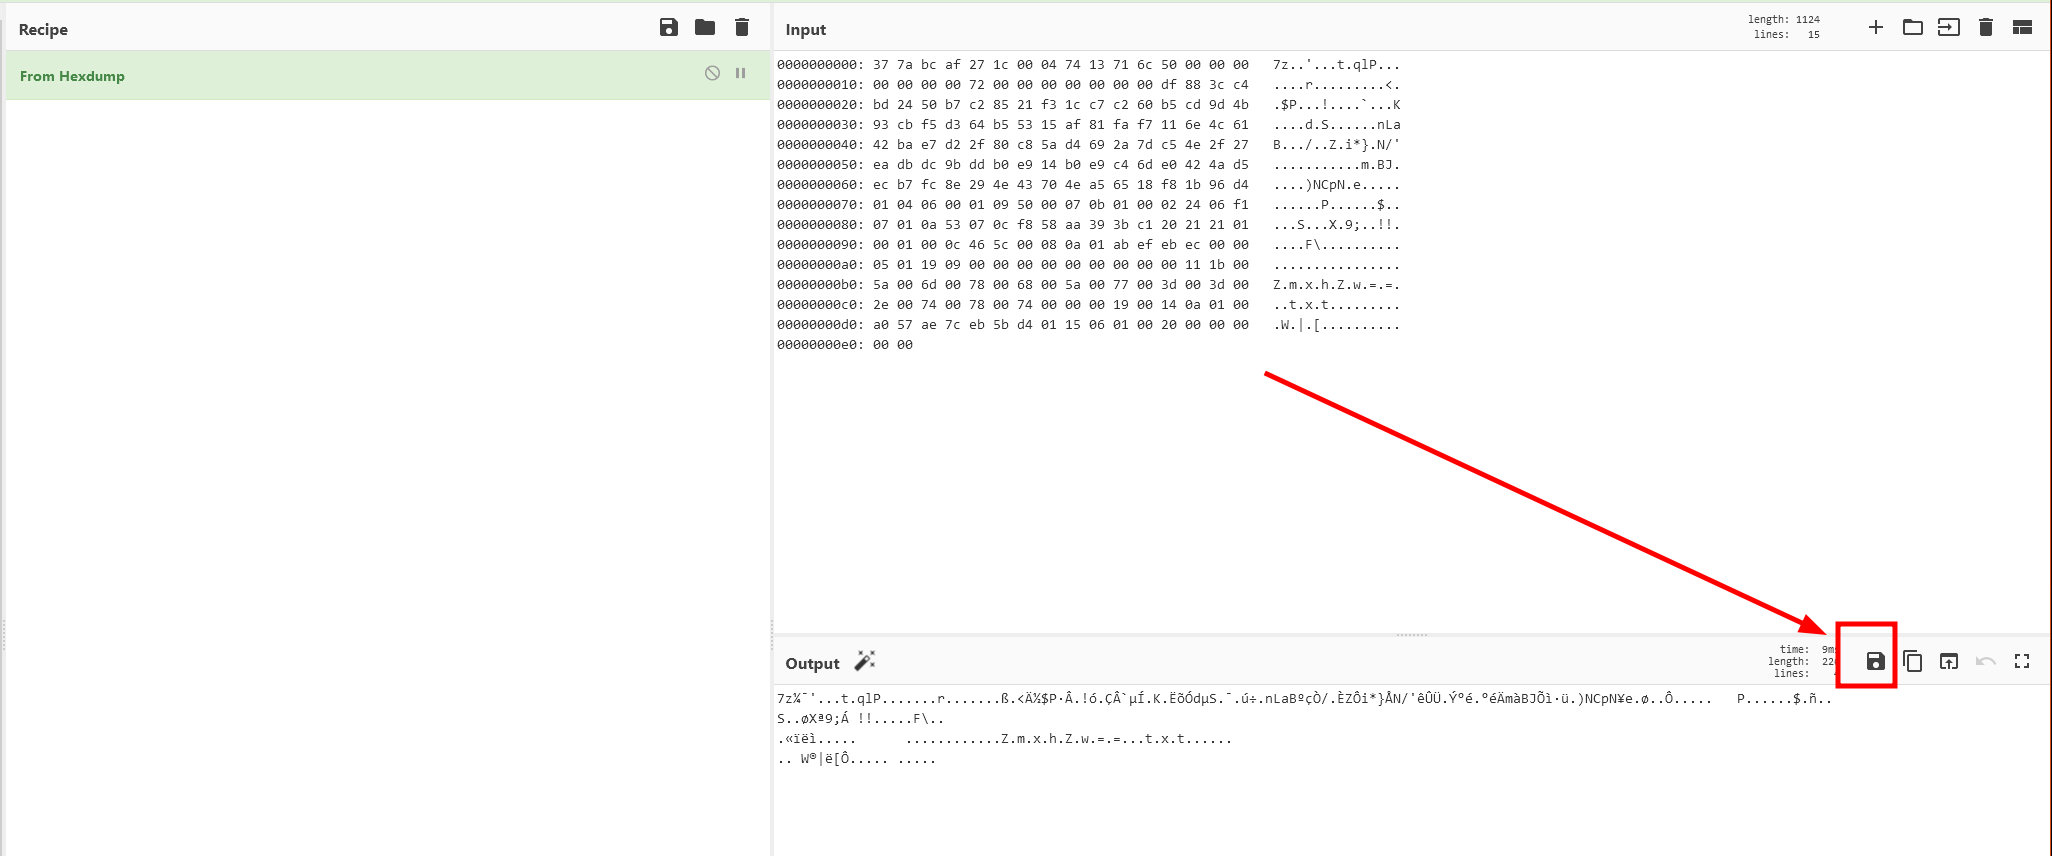 Recipe
From Hexdump
Input
length: 1124
lines: 15
0000000000: 37 7a bc af 27 1c 00 04 74 13 71 6c 50 00 00 00   7z..'...t.qlP...
0000000010: 00 00 00 00 72 00 00 00 00 00 00 00 df 88 3c c4   ....r.........<.
0000000020: bd 24 50 b7 c2 85 21 f3 1c c7 c2 60 b5 cd 9d 4b   .$P...!....`...K
0000000030: 93 cb f5 d3 64 b5 53 15 af 81 fa f7 11 6e 4c 61   ....d.S......nLa
0000000040: 42 ba e7 d2 2f 80 c8 5a d4 69 2a 7d c5 4e 2f 27   B.../..Z.i*}.N/'
0000000050: ea db dc 9b dd b0 e9 14 b0 e9 c4 6d e0 42 4a d5   ...........m.BJ.
0000000060: ec b7 fc 8e 29 4e 43 70 4e a5 65 18 f8 1b 96 d4   ....)NCpN.e.....
0000000070: 01 04 06 00 01 09 50 00 07 0b 01 00 02 24 06 f1   ......P......$..
0000000080: 07 01 0a 53 07 0c f8 58 aa 39 3b c1 20 21 21 01   ...S...X.9;..!!.
0000000090: 00 01 00 0c 46 5c 00 08 0a 01 ab ef eb ec 00 00   ....F\..........
00000000a0: 05 01 19 09 00 00 00 00 00 00 00 00 00 11 1b 00   ................
00000000b0: 5a 00 6d 00 78 00 68 00 5a 00 77 00 3d 00 3d 00   Z.m.x.h.Z.w.=.=.
00000000c0: 2e 00 74 00 78 00 74 00 00 00 19 00 14 0a 01 00   ..t.x.t.........
00000000d0: a0 57 ae 7c eb 5b d4 01 15 06 01 00 20 00 00 00   .W.|.[..........
00000000e0: 00 00
Output
time: 9m
length: 22
lines:
7z¼¯'...t.qlP.......r.......ß.<Ä½$P·Â.!ó.ÇÂ`µÍ.K.ËõÓdµS.¯.ú÷.nLaBºçÒ/.ÈZÔi*}ÅN/'êÛÜ.Ý°é.°éÄmàBJÕì·ü.)NCpN¥e.ø..Ô..... P......$.ñ..
S..øXª9;Á !!.....F\..
.«ïëì..... ............Z.m.x.h.Z.w.=.=...t.x.t......
.. W®|ë[Ô..... .....